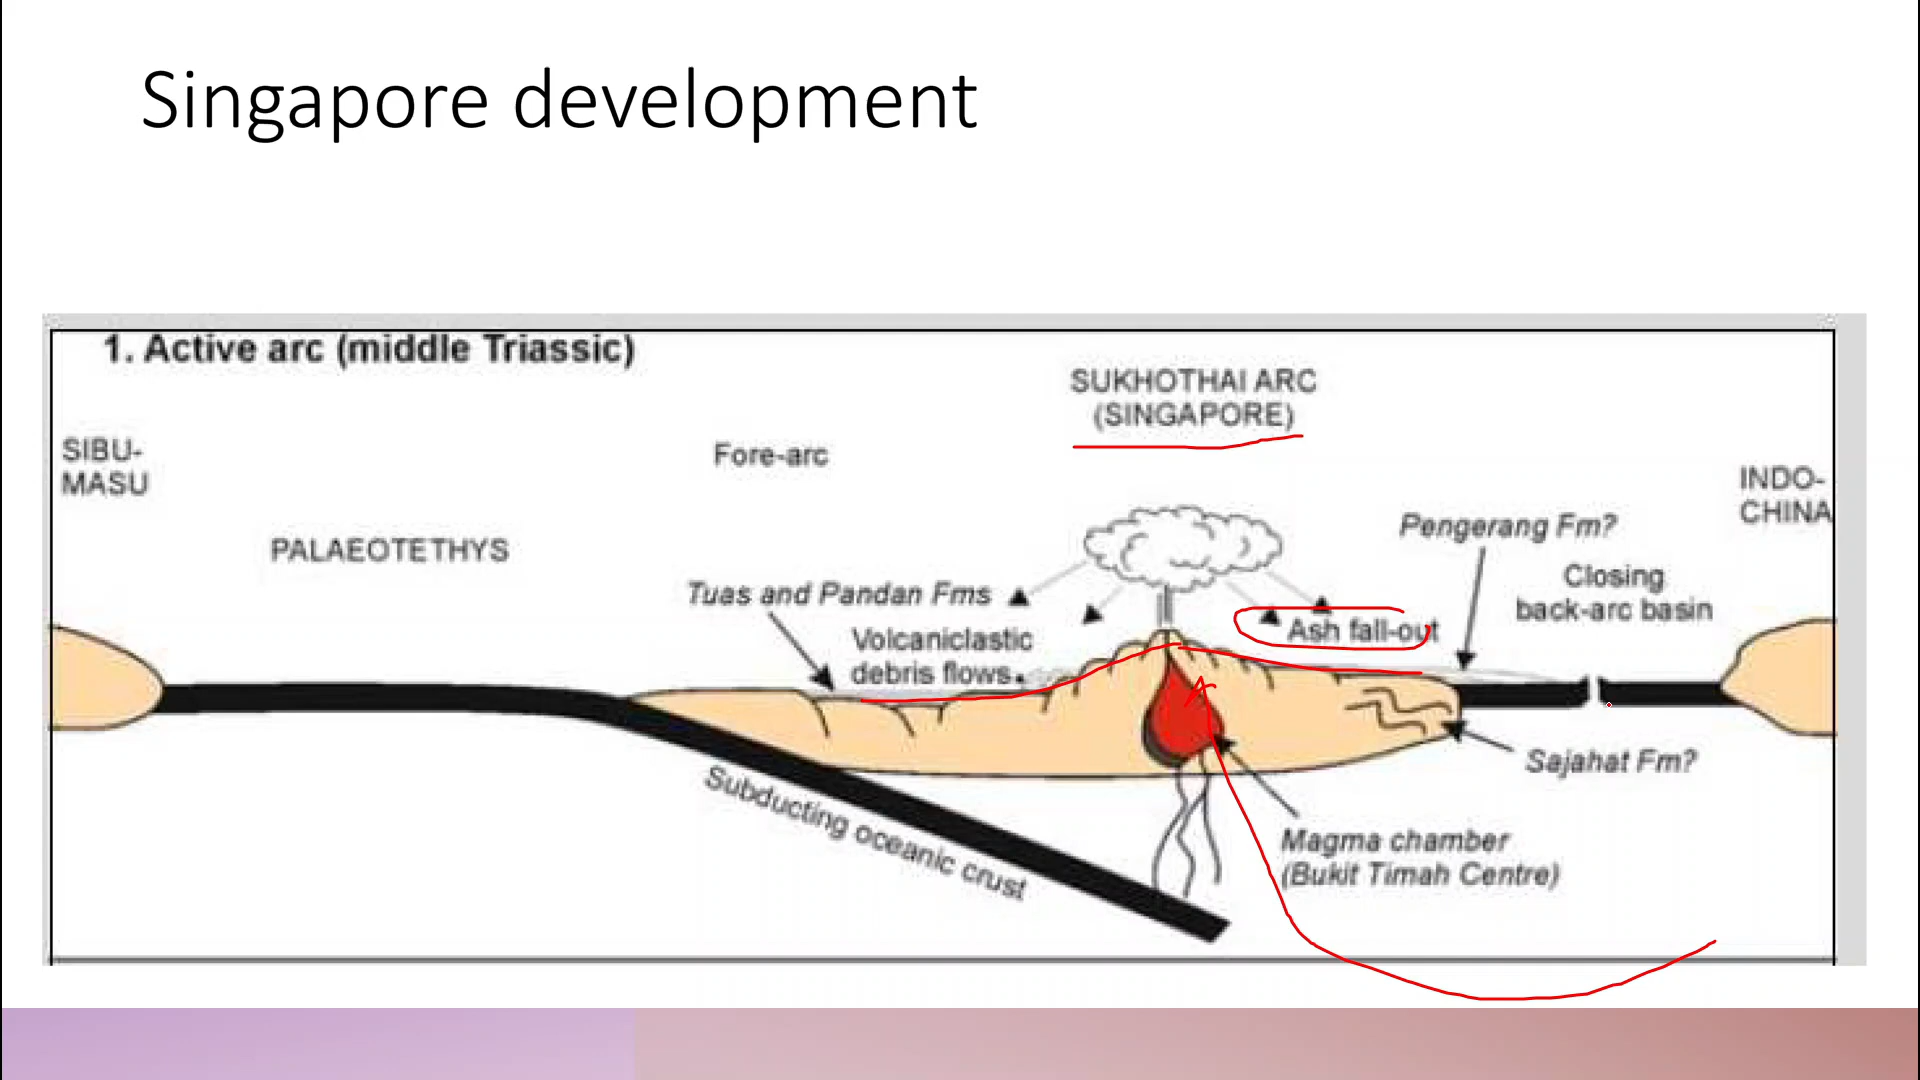 Singapore development
1. Active arc (middle Triassic)
SUKHOTHAI ARC
(SINGAPORE)
SIBU-
MASU
Fore-arc
INDO-
CHINA
PALAEOTETHYS
Pengerang Fm?
Closing
back-arc basin
Tuas and Pandan Fms
Volcaniclastic
debris flows
Ash fall-out
Sajahat Fm?
Subducting oceanic crust
Magma chamber
(Bukit Timah Centre)